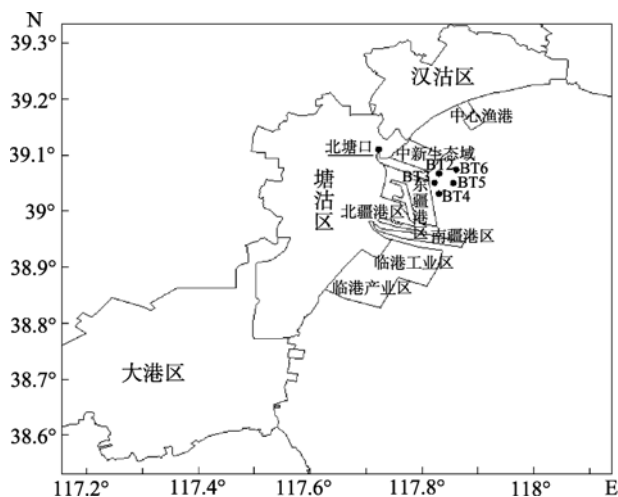 N
39.3°
汉沽区
39.2°
中心渔港
北塘口
中新生态域
39.1°
BT2
BT6
BT3
BT5
塘沽区
东疆港区
BT4
39°
北疆港区
南疆港区
38.9°
临港工业区
临港产业区
38.8°
大港区
38.7°
38.6°
117.2°
117.4°
117.6°
117.8°
118°
E